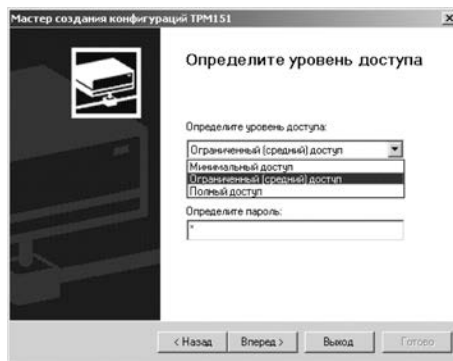 Мастер создания конфигураций ТРМ151
Определите уровень доступа
Определите уровень доступа:
Ограниченный (средний) доступ
Минимальный доступ
Ограниченный (средний) доступ
Полный доступ
Определите пароль:
*
< Назад Вперед > Выход Готово